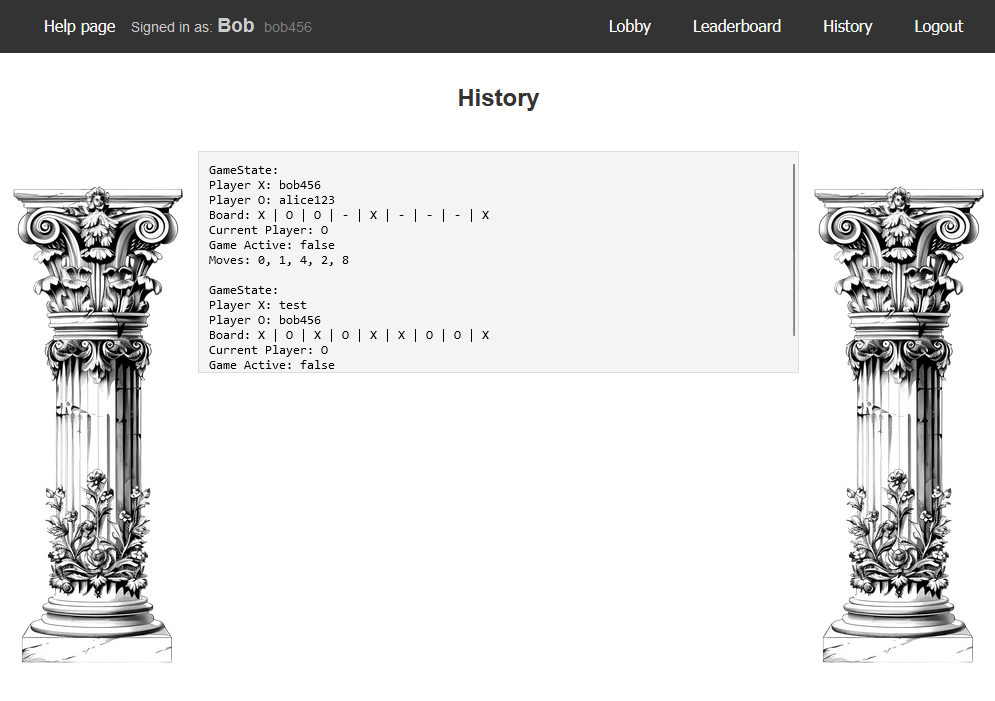 Help page Signed in as: Bob bob456 Lobby Leaderboard History Logout
History
GameState:
Player X: bob456
Player O: alice123
Board: X | O | O | - | X | - | - | - | X
Current Player: O
Game Active: false
Moves: 0, 1, 4, 2, 8
GameState:
Player X: test
Player O: bob456
Board: X | O | X | O | X | X | O | O | X
Current Player: O
Game Active: false